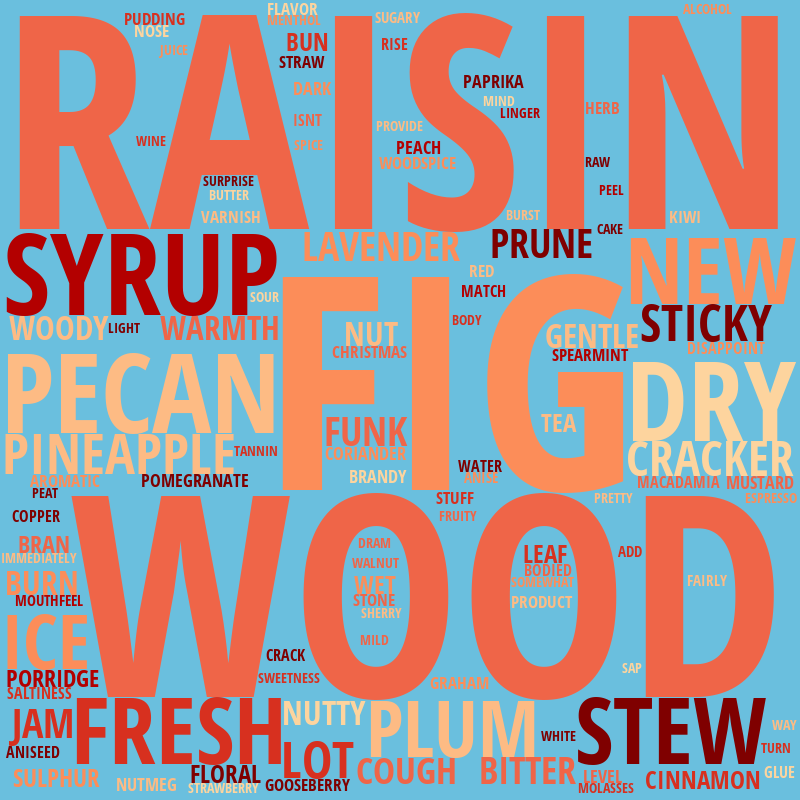 PUDDING
FLAVOR
MENTHOL
SUGARY
ALCOHOL
NOSE
JUICE
BUN
STRAW
RISE
RAISIN
DARK
PAPRIKA
MIND
LINGER
HERB
ISNT
PROVIDE
WINE
SPICE
PEACH
WOODSPICE
RAW
SURPRISE
BUTTER
PEEL
VARNISH
BURST
KIWI
CAKE
SYRUP
LAVENDER
PRUNE
NEW
RED
SOUR
MATCH
WOODY
LIGHT
WARMTH
NUT
CHRISTMAS
BODY
GENTLE
SPEARMINT
STICKY
DISAPPOINT
FIG
PECAN
DRY
PINEAPPLE
TANNIN
FUNK
CORIANDER
TEA
CRACKER
AROMATIC
POMEGRANATE
BRANDY
WATER
ARISE
MACADAMIA
MUSTARD
PEAT
STUFF
PRETTY
ESPRESSO
COPPER
FRUITY
WOOD
BRAN
IMMEDIATELY
DRAM
LEAF
ADD
WALNUT
BODIED
BURN
WET
SOMEWHAT
FAIRLY
MOUTHFEEL
STONE
SHERRY
PRODUCT
ICE
MILD
CRACK
SAP
PORRIDGE
SWEETNESS
SALTINESS
GRAHAM
JAM
FRESH
NUTTY
PLUM
WHITE
STEW
WAY
ANISEED
LOT
TURN
SULPHUR
FLORAL
COUGH
BITTER
LEVEL
CINNAMON
GLUE
NUTMEG
STRAWBERRY
GOOSEBERRY
MOLASSES